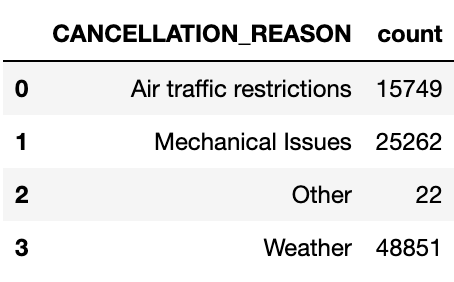 CANCELLATION_REASON count
0 Air traffic restrictions 15749
1 Mechanical Issues 25262
2 Other 22
3 Weather 48851